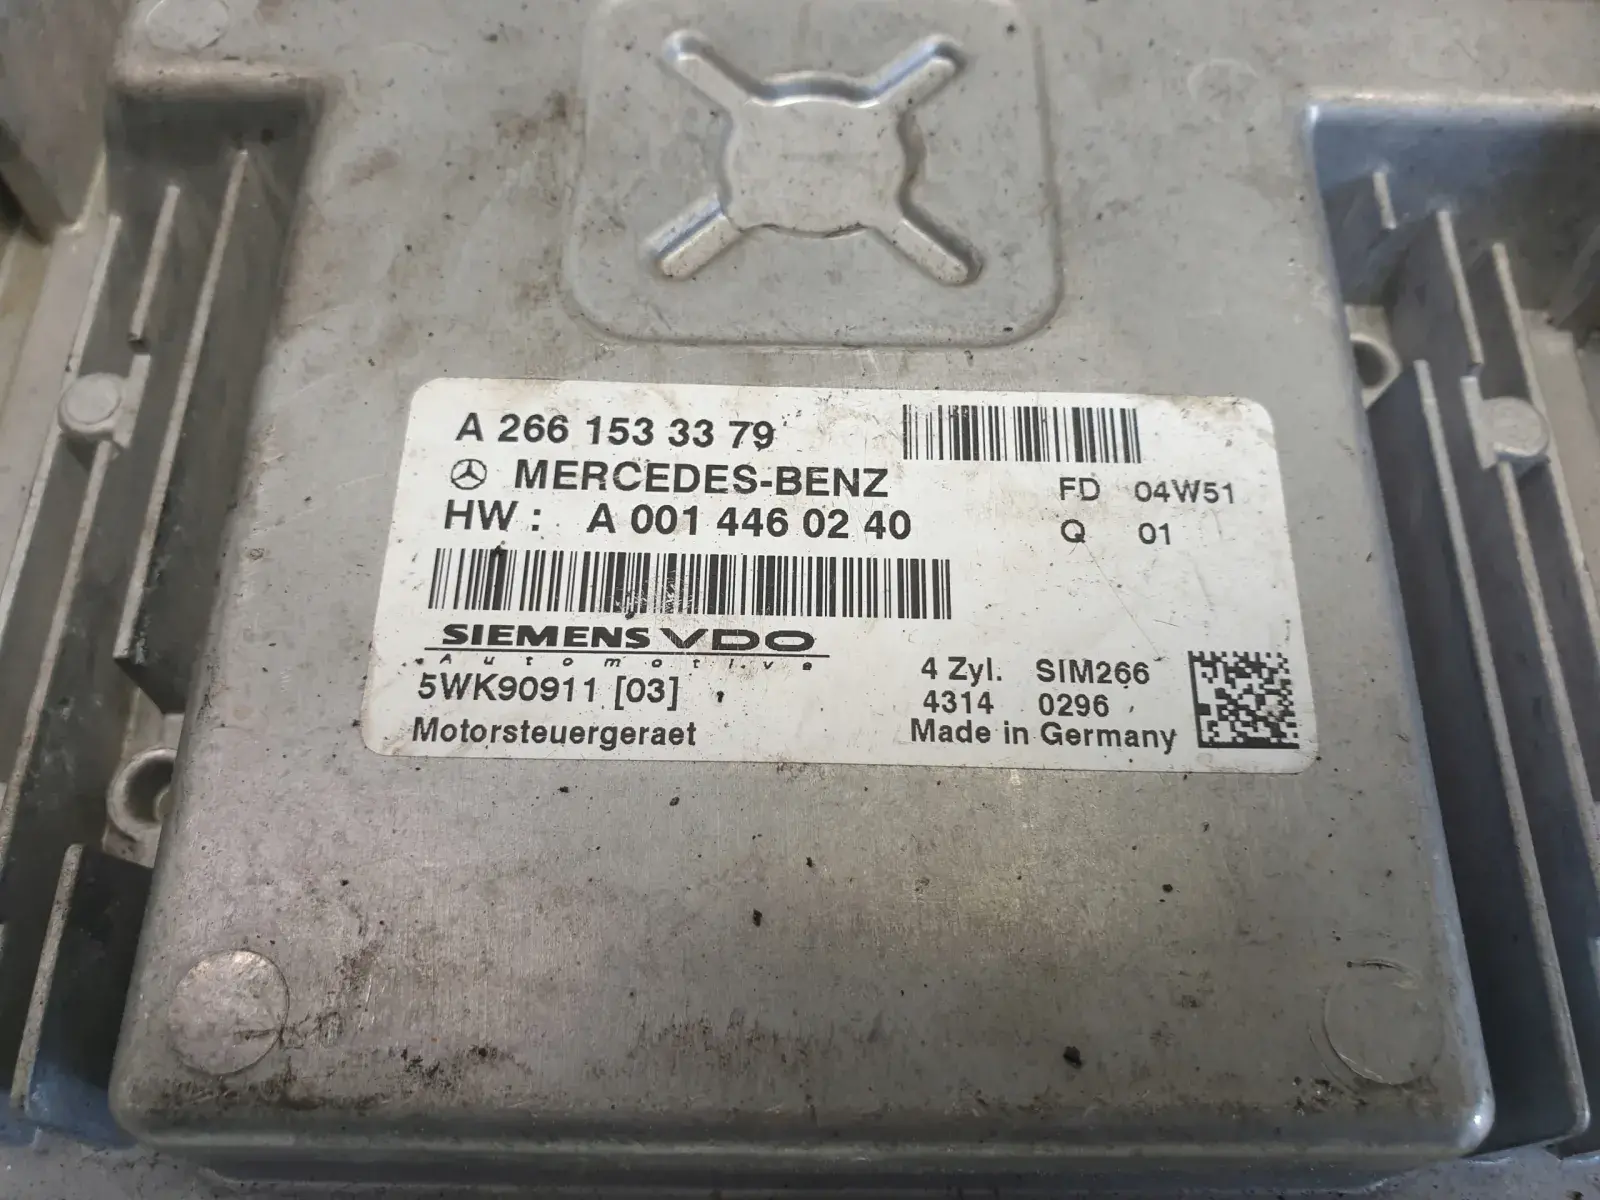 A 266 153 33 79
MERCEDES-BENZ
FD 04W51
HW : A 001 446 02 40
Q 01
SIEMENS VDO
Automotive
4 Zyl. SIM266
5WK90911 [03]
4314 0296
Motorsteuergeraet
Made in Germany